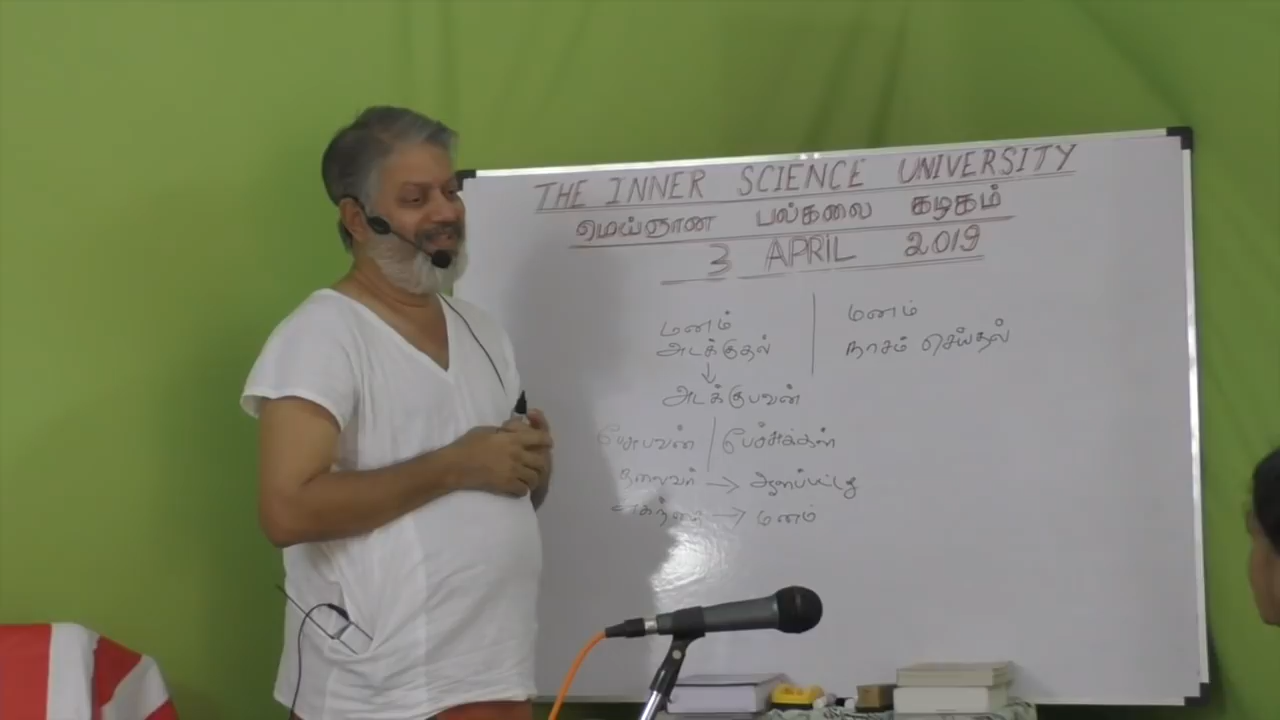 THE INNER SCIENCE UNIVERSITY
மெய்ஞான பல்கலை கழகம்
3 APRIL 2019
மனம் | மனம்
அடக்குதல் | நாசம் செய்தல்
↓
அடக்குபவன்
பேசுபவன் | பேச்சுக்கள்
தலைவர் →
அகந்தை → மனம்